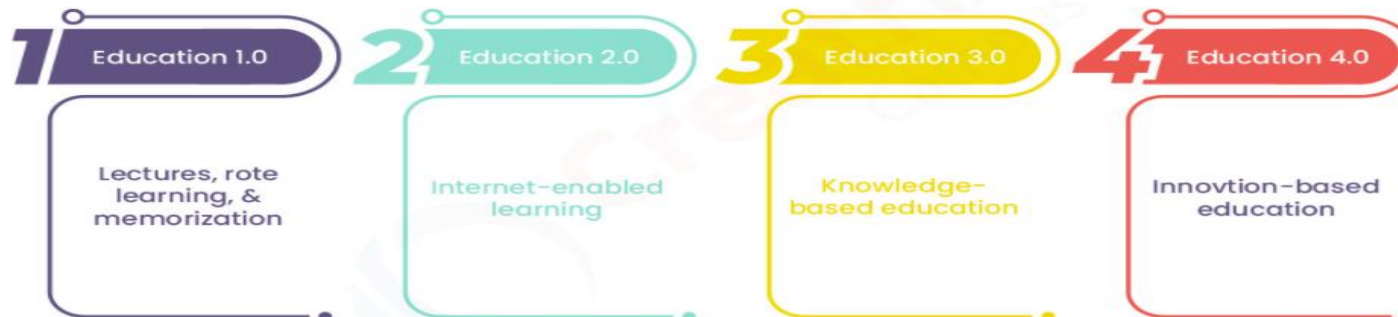 1 Education 1.0
Lectures, rote
learning, &
memorization
2 Education 2.0
Internet-enabled
learning
3 Education 3.0
Knowledge-
based education
4 Education 4.0
Innovtion-based
education